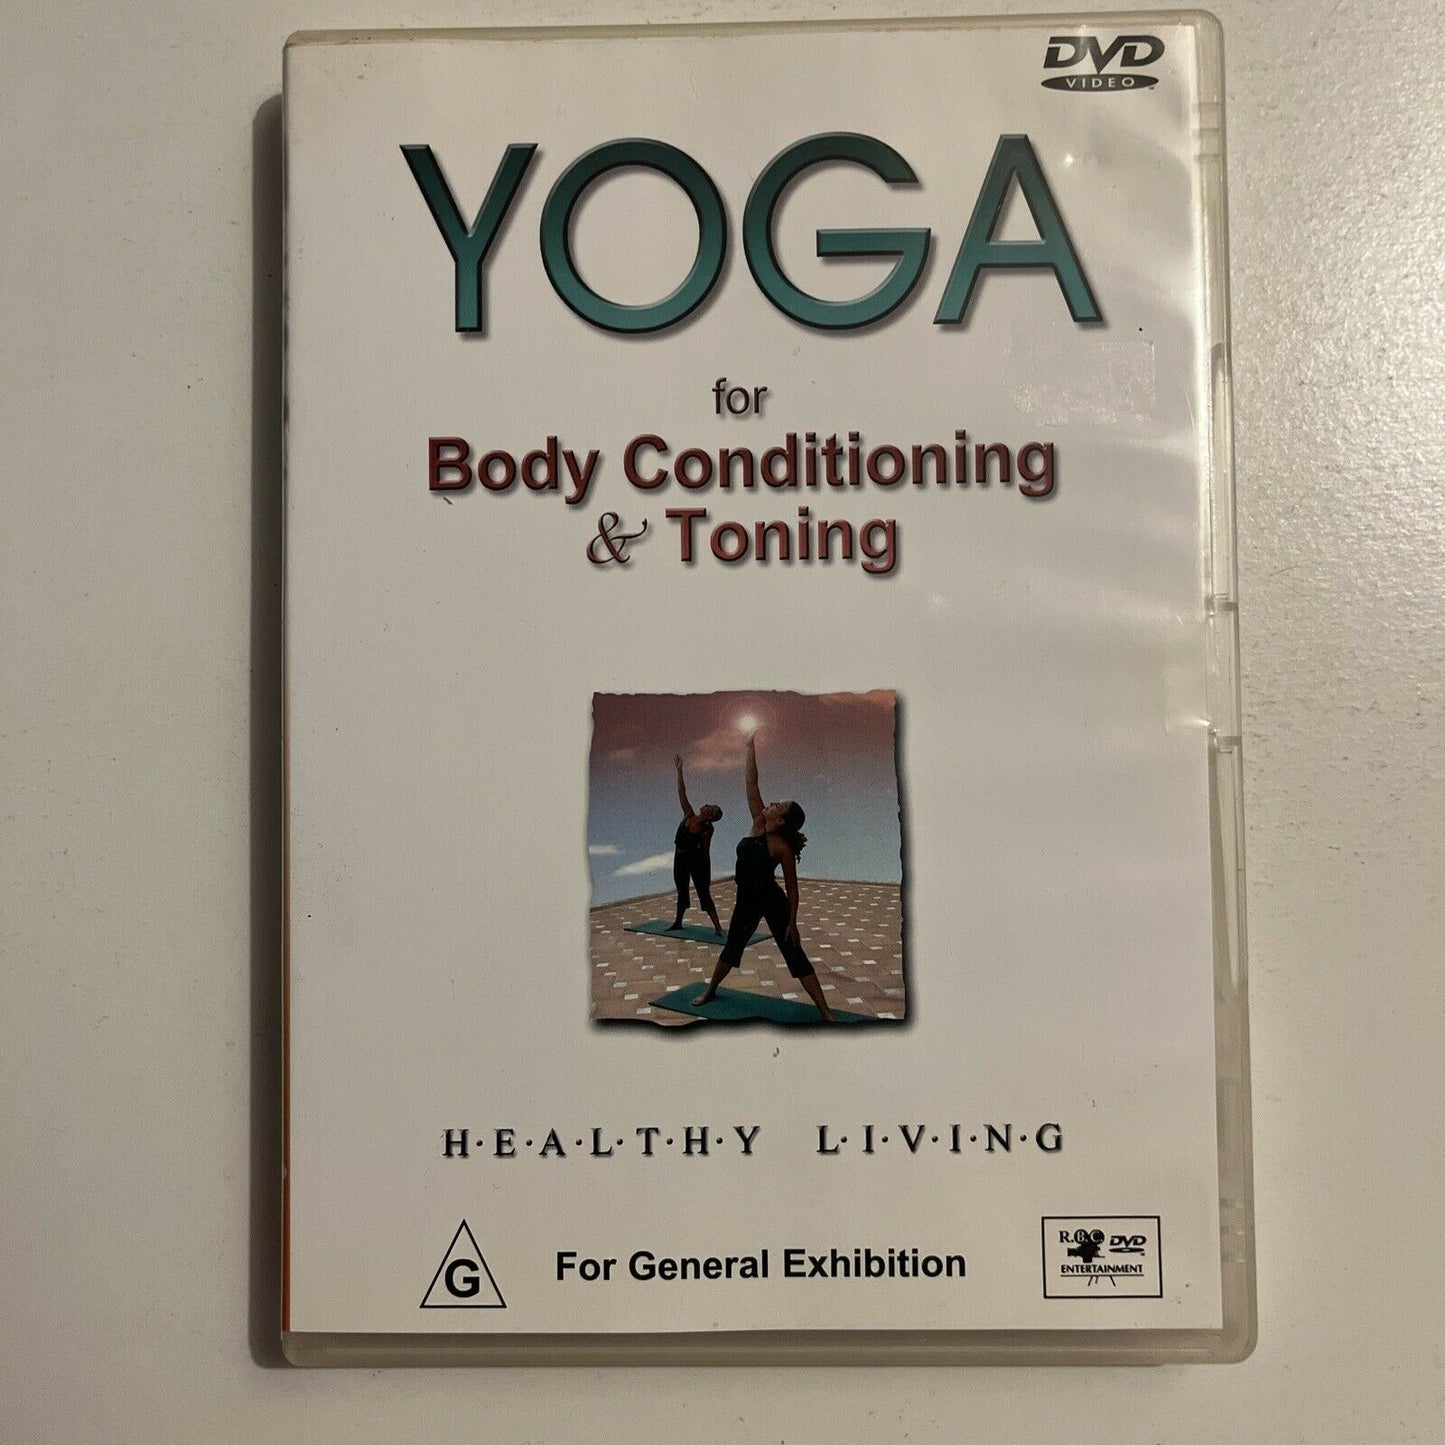 DVD
VIDEO
YOGA
for
Body Conditioning
& Toning
H·E·A·L·T·H·Y L·I·V·I·N·G
G
For General Exhibition
R.B.C. DVD
ENTERTAINMENT